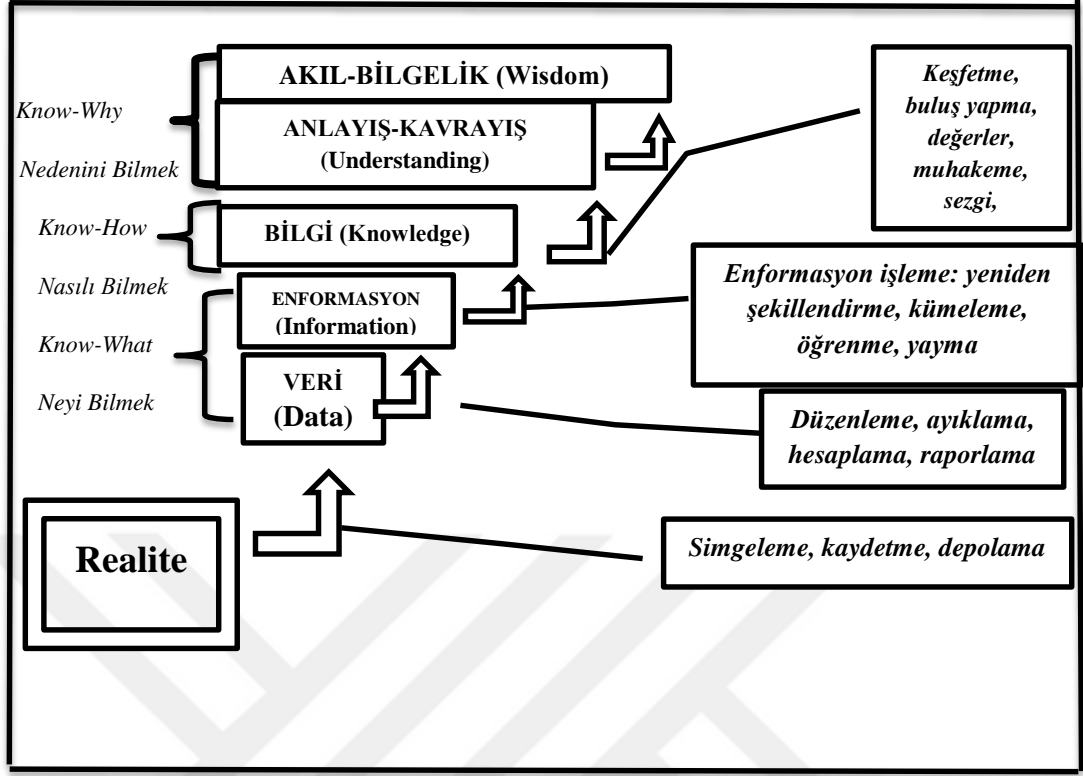 AKIL-BİLGELİK (Wisdom)
ANLAYIŞ-KAVRAYIŞ
(Understanding)
Know-Why
Nedenini Bilmek
BİLGİ (Knowledge)
Know-How
Nasılı Bilmek
ENFORMASYON
(Information)
Know-What
Neyi Bilmek
VERİ
(Data)
Realite
Keşfetme,
buluş yapma,
değerler,
muhakeme,
sezgi,
Enformasyon işleme: yeniden
şekillendirme, kümeleme,
öğrenme, yayma
Düzenleme, ayıklama,
hesaplama, raporlama
Simgeleme, kaydetme, depolama